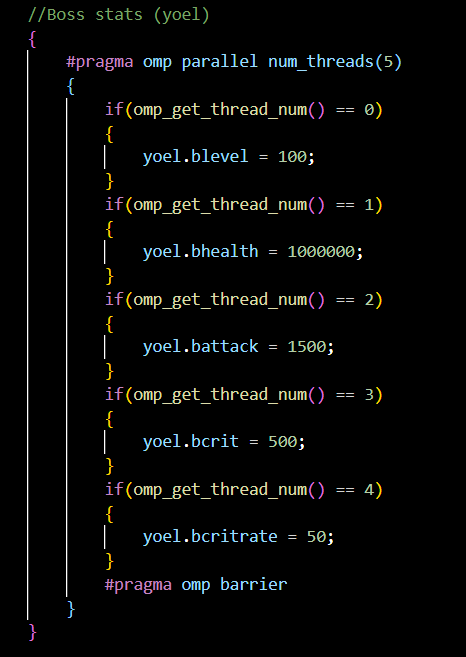 //Boss stats (yoel)
{
#pragma omp parallel num_threads(5)
{
if(omp_get_thread_num() == 0)
{
yoel.blevel = 100;
}
if(omp_get_thread_num() == 1)
{
yoel.bhealth = 1000000;
}
if(omp_get_thread_num() == 2)
{
yoel.battack = 1500;
}
if(omp_get_thread_num() == 3)
{
yoel.bcrit = 500;
}
if(omp_get_thread_num() == 4)
{
yoel.bcritrate = 50;
}
#pragma omp barrier
}
}